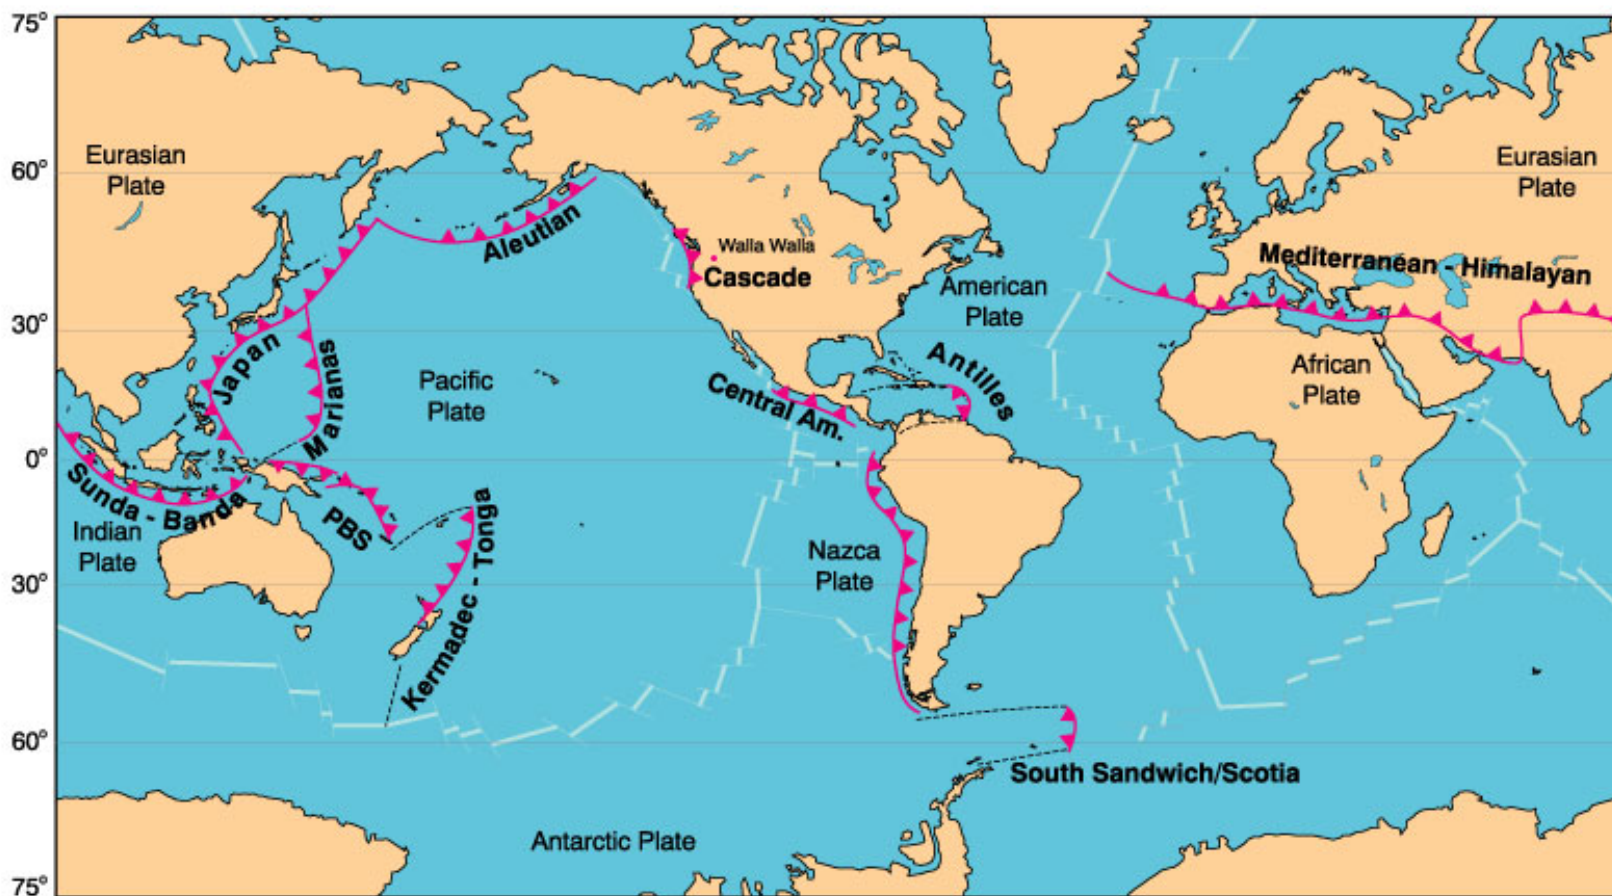 75°
60°
30°
0°
30°
60°
75°
Eurasian
Plate
Aleutian
Walla Walla
Cascade
American
Plate
Eurasian
Plate
Mediterranean - Himalayan
Japan
Marianas
Pacific
Plate
Central Am.
Antilles
African
Plate
Sunda - Banda
Indian
Plate
PBS
Kermadec - Tonga
Nazca
Plate
South Sandwich/Scotia
Antarctic Plate